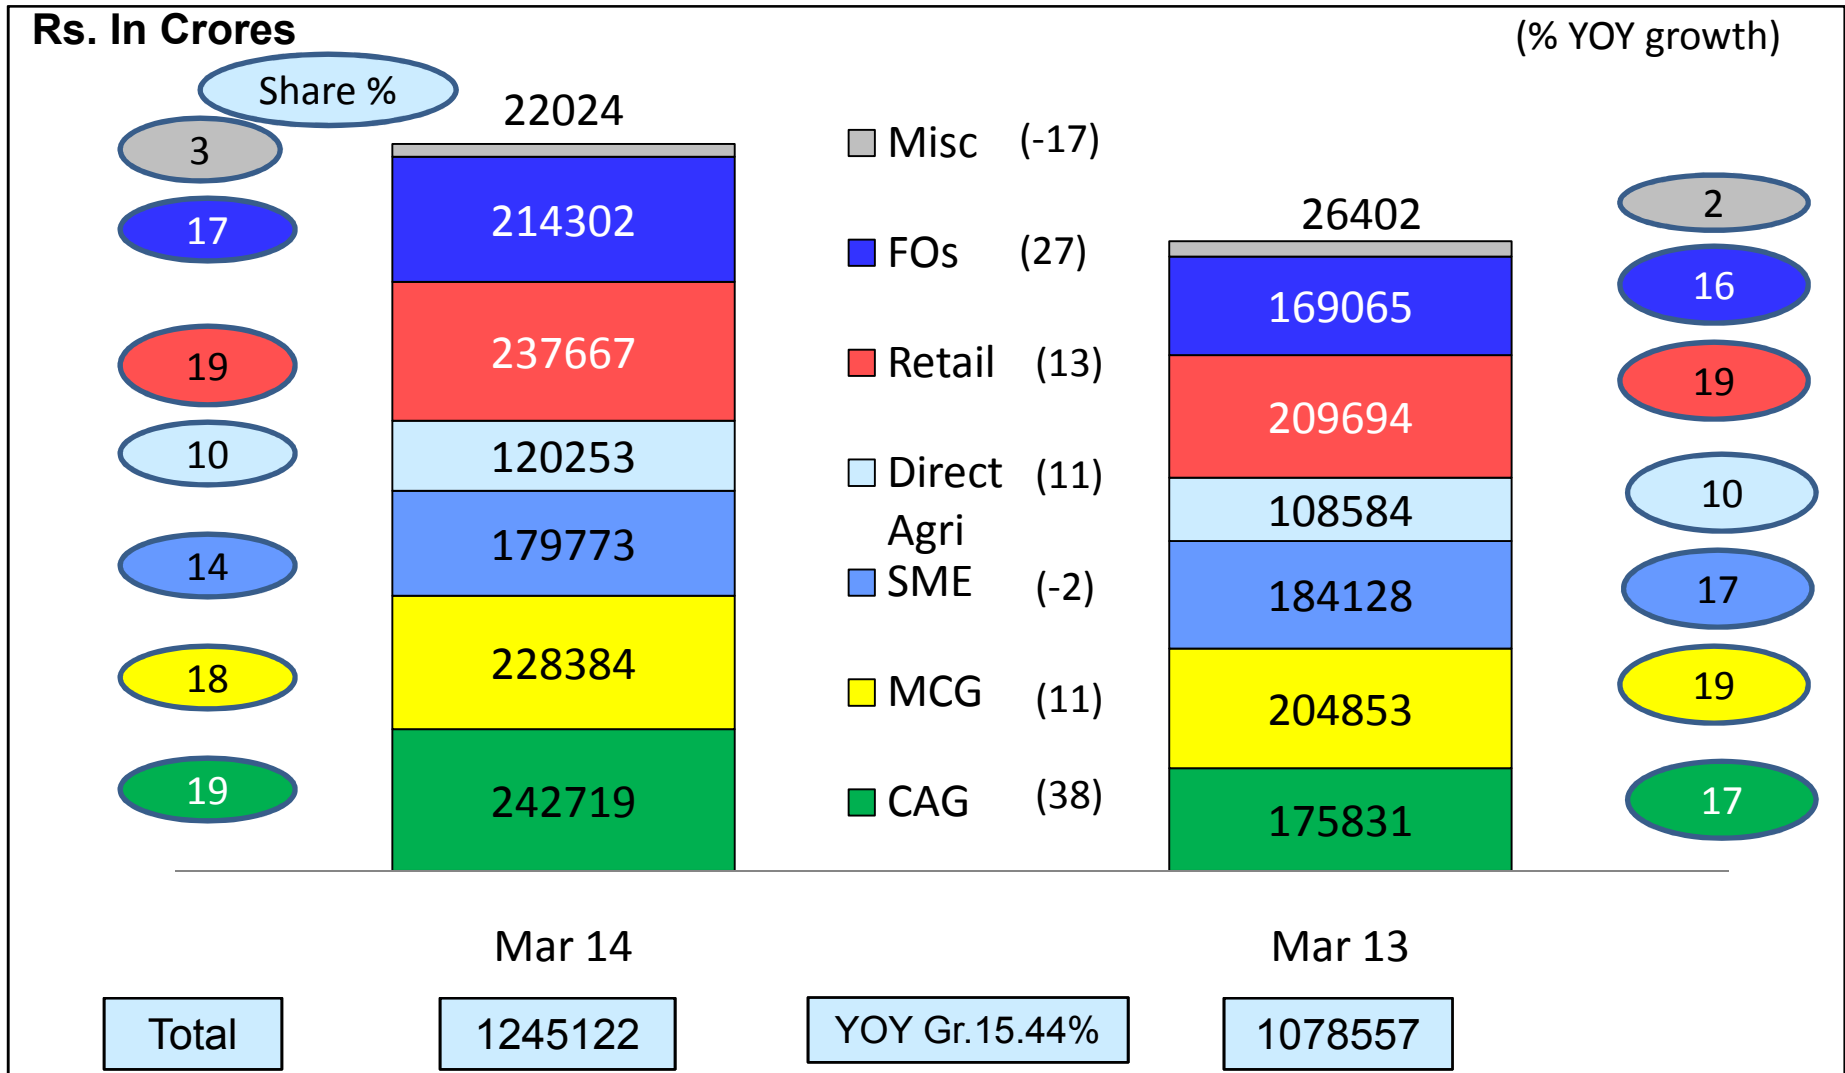 Rs. In Crores
(% YOY growth)
Share %
22024
3
Misc (-17)
26402
2
17
214302
FOs (27)
169065
16
19
237667
Retail (13)
209694
19
10
120253
Direct (11)
Agri
108584
10
14
179773
SME (-2)
184128
17
18
228384
MCG (11)
204853
19
19
242719
CAG (38)
175831
17
Mar 14
Mar 13
Total
1245122
YOY Gr.15.44%
1078557